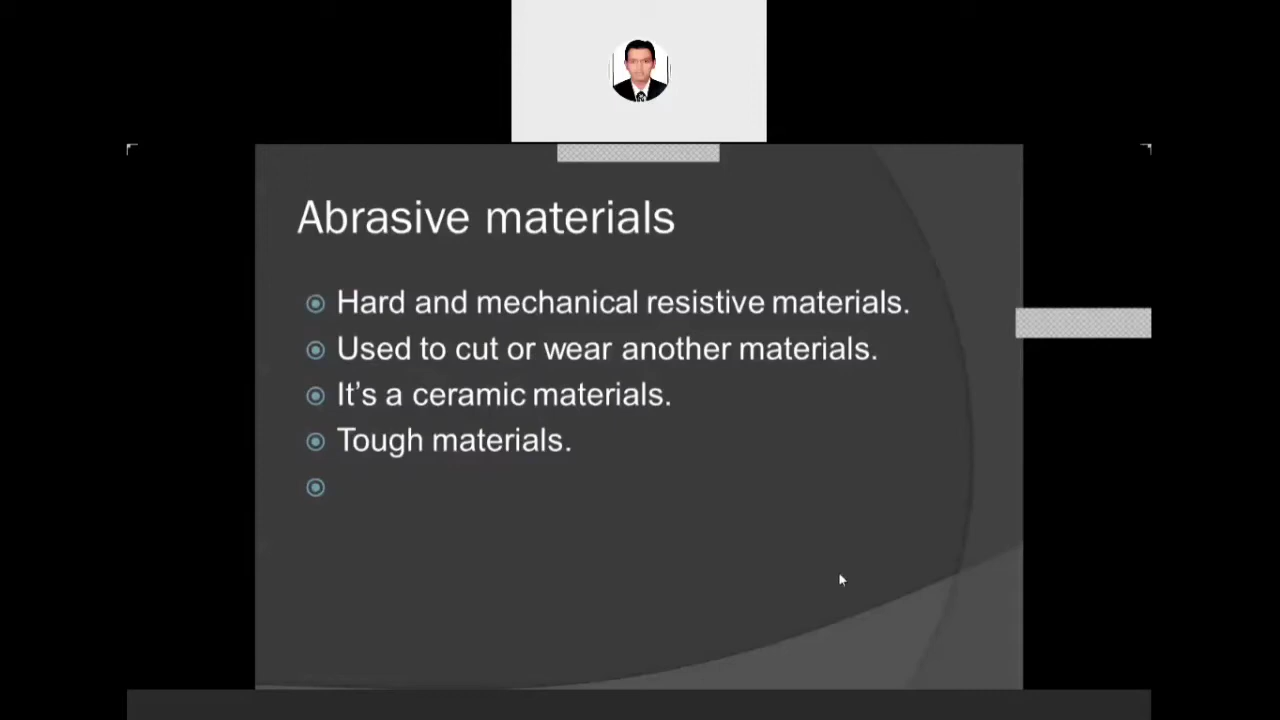 Abrasive materials
Hard and mechanical resistive materials.
Used to cut or wear another materials.
It's a ceramic materials.
Tough materials.